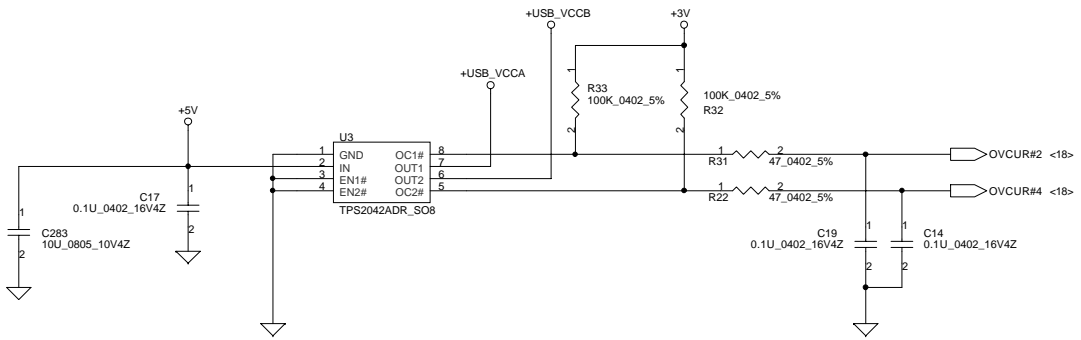 +USB_VCCB
+3V
+USB_VCCA
+5V
1
R33
100K_0402_5%
2
1
100K_0402_5%
R32
2
U3
1 GND OC1# 8
2 IN OUT1 7
3 EN1# OUT2 6
4 EN2# OC2# 5
TPS2042ADR_SO8
1 2
R31 47_0402_5%
OVCUR#2 <18>
1 2
R22 47_0402_5%
OVCUR#4 <18>
1
C17
0.1U_0402_16V4Z
2
1
C283
10U_0805_10V4Z
2
1
C19
0.1U_0402_16V4Z
2
1
C14
0.1U_0402_16V4Z
2